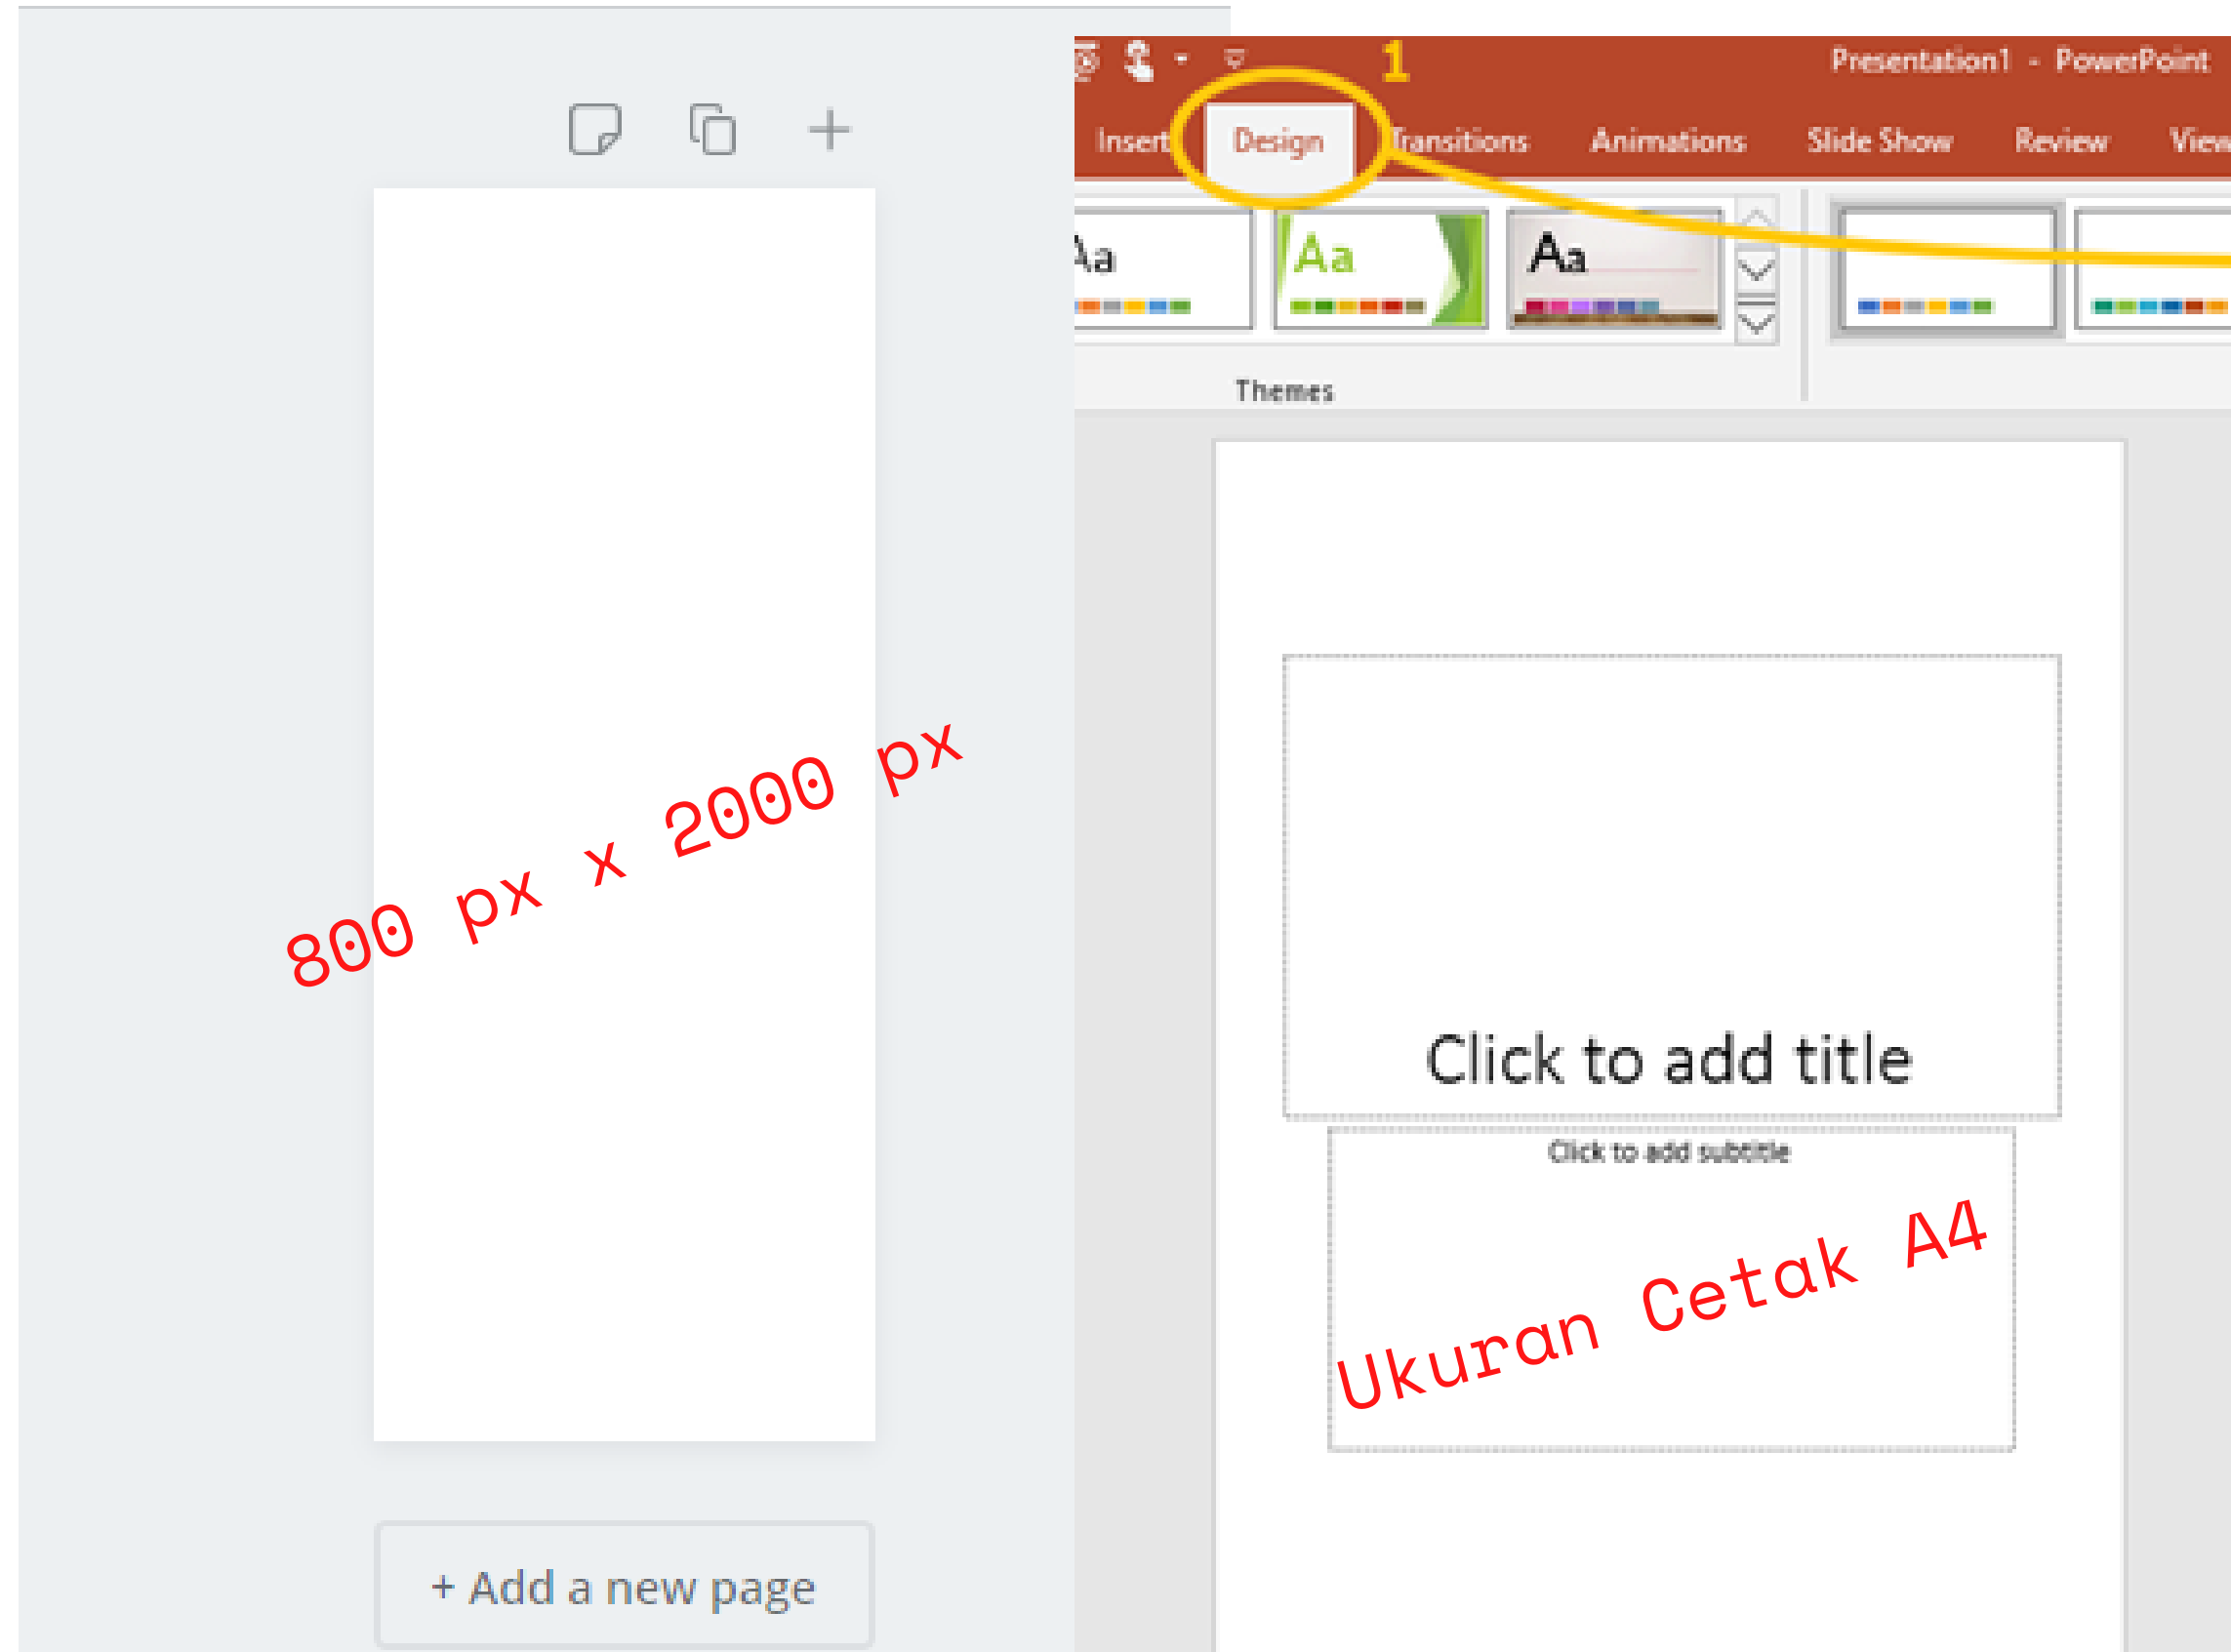 800 px x 2000 px
+ Add a new page
1
Presentation1 - PowerPoint
Insert Design Transitions Animations Slide Show Review View
Aa Aa Aa
Themes
Click to add title
Click to add subtitle
Ukuran Cetak A4